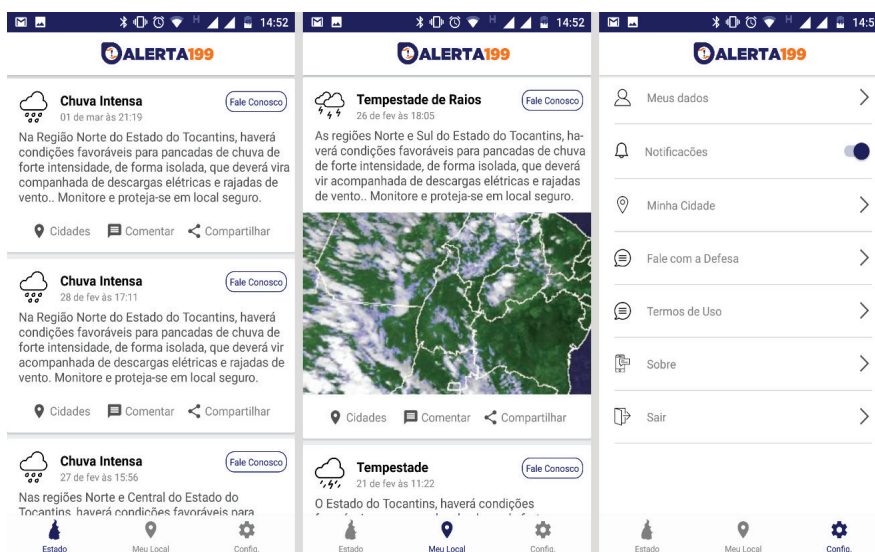 H 14:52
ALERTA199
Chuva Intensa
Fale Conosco
01 de mar às 21:19
Na Região Norte do Estado do Tocantins, haverá
condições favoráveis para pancadas de chuva de
forte intensidade, de forma isolada, que deverá vira
companhada de descargas elétricas e rajadas de
vento.. Monitore e proteja-se em local seguro.
Cidades Comentar Compartilhar
Chuva Intensa
Fale Conosco
28 de fev às 17:11
Na Região Norte do Estado do Tocantins, haverá
condições favoráveis para pancadas de chuva de
forte intensidade, de forma isolada, que deverá vir
acompanhada de descargas elétricas e rajadas de
vento. Monitore e proteja-se em local seguro.
Cidades Comentar Compartilhar
Chuva Intensa
Fale Conosco
27 de fev às 15:56
Nas regiões Norte e Central do Estado do
Tocantins, haverá condições favoráveis para
Estado Meu Local Config.
H 14:52
ALERTA199
Tempestade de Raios
Fale Conosco
26 de fev às 18:05
As regiões Norte e Sul do Estado do Tocantins, ha-
verá condições favoráveis para pancadas de chuva
de forte intensidade, de forma isolada, que deverá
vir acompanhada de descargas elétricas e rajadas
de vento.. Monitore e proteja-se em local seguro.
Cidades Comentar Compartilhar
Tempestade
Fale Conosco
21 de fev às 11:22
O Estado do Tocantins, haverá condições
Estado Meu Local Config.
H 14:5
ALERTA199
Meus dados
Notificacões
Minha Cidade
Fale com a Defesa
Termos de Uso
Sobre
Sair
Estado Meu Local Config.